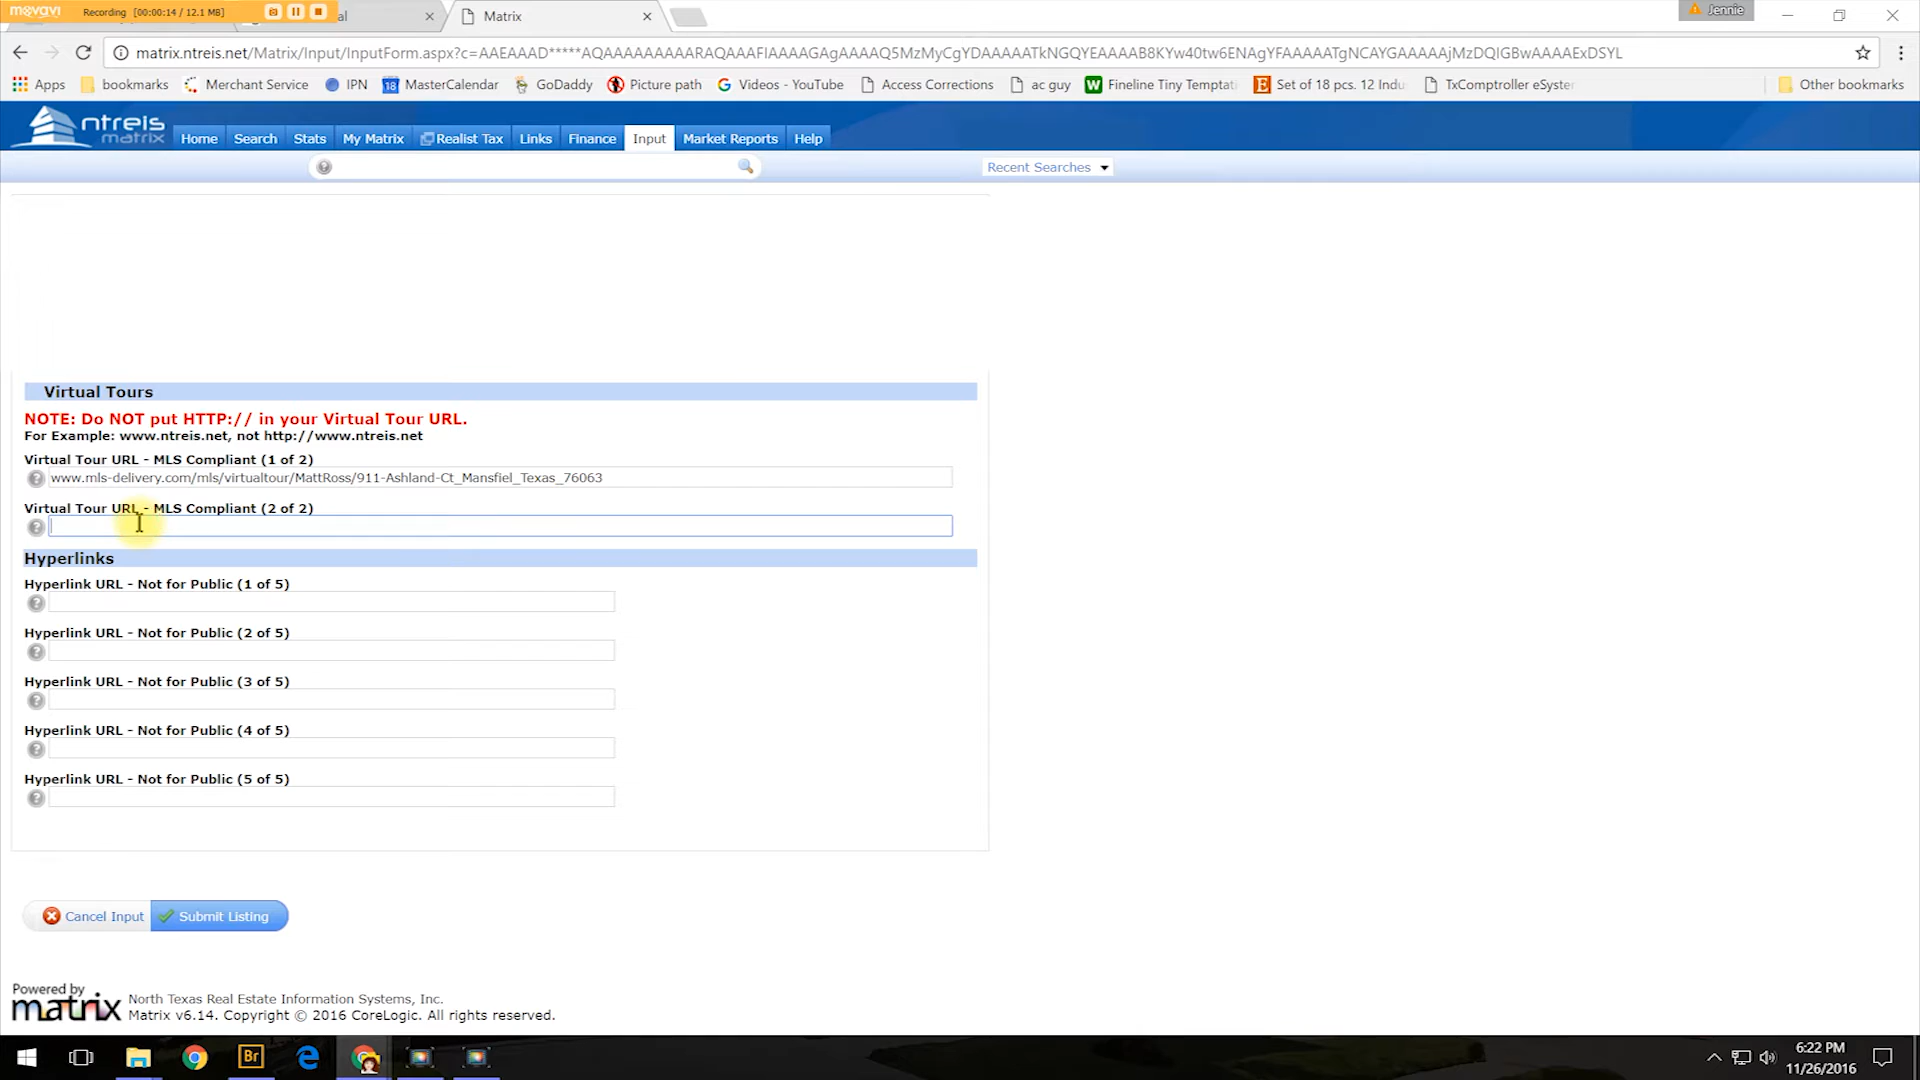 movavi Recording [00:00:14 / 12.1 MB]
al
Matrix
Jennie
matrix.ntreis.net/Matrix/Input/InputForm.aspx?c=AAEAAAD*****AQAAAAAAAAARAQAAAFIAAAAGAgAAAAQ5MzMyCgYDAAAAATkNGQYEAAAAB8KYw40tw6ENAgYFAAAAATgNCAYGAAAAAjMzDQIGBwAAAAExDSYL
Apps bookmarks Merchant Service IPN 18 MasterCalendar GoDaddy Picture path Videos - YouTube Access Corrections ac guy Fineline Tiny Temptati Set of 18 pcs. 12 Indu TxComptroller eSyster Other bookmarks
ntreis
matrix
Home Search Stats My Matrix Realist Tax Links Finance Input Market Reports Help
Recent Searches
Virtual Tours
NOTE: Do NOT put HTTP:// in your Virtual Tour URL.
For Example: www.ntreis.net, not http://www.ntreis.net
Virtual Tour URL - MLS Compliant (1 of 2)
? www.mls-delivery.com/mls/virtualtour/MattRoss/911-Ashland-Ct_Mansfiel_Texas_76063
Virtual Tour URL - MLS Compliant (2 of 2)
?
Hyperlinks
Hyperlink URL - Not for Public (1 of 5)
?
Hyperlink URL - Not for Public (2 of 5)
?
Hyperlink URL - Not for Public (3 of 5)
?
Hyperlink URL - Not for Public (4 of 5)
?
Hyperlink URL - Not for Public (5 of 5)
?
Cancel Input Submit Listing
Powered by
matrix
North Texas Real Estate Information Systems, Inc.
Matrix v6.14. Copyright © 2016 CoreLogic. All rights reserved.
Br
6:22 PM
11/26/2016